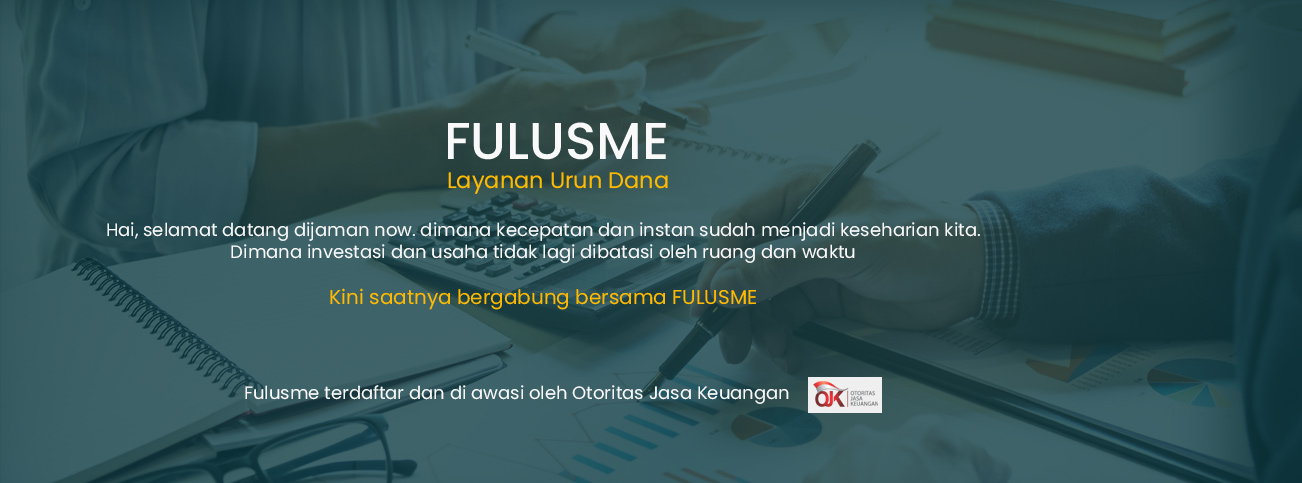 FULUSME
Layanan Urun Dana
Hai, selamat datang dijaman now. dimana kecepatan dan instan sudah menjadi keseharian kita.
Dimana investasi dan usaha tidak lagi dibatasi oleh ruang dan waktu
Kini saatnya bergabung bersama FULUSME
Fulusme terdaftar dan di awasi oleh Otoritas Jasa Keuangan
OJK
OTORITAS
JASA
KEUANGAN